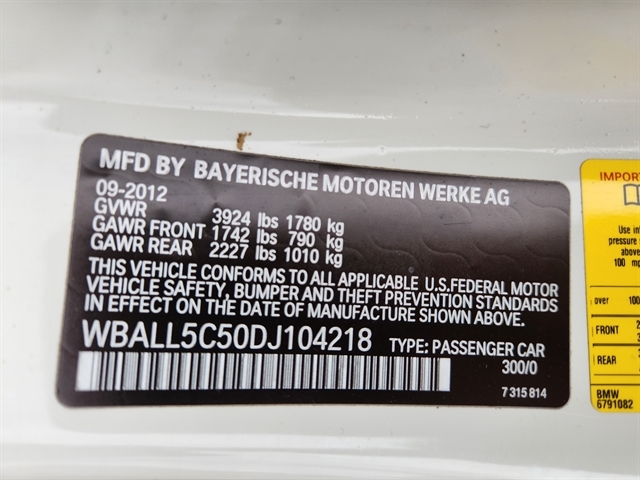 MFD BY BAYERISCHE MOTOREN WERKE AG
09-2012
GVWR 3924 lbs 1780 kg
GAWR FRONT 1742 lbs 790 kg
GAWR REAR 2227 lbs 1010 kg
THIS VEHICLE CONFORMS TO ALL APPLICABLE U.S.FEDERAL MOTOR
VEHICLE SAFETY, BUMPER AND THEFT PREVENTION STANDARDS
IN EFFECT ON THE DATE OF MANUFACTURE SHOWN ABOVE.
WBALL5C50DJ104218 TYPE: PASSENGER CAR
300/0
7 315 814
Use
above
100
over 100
FRONT
REAR
BMW
6791082